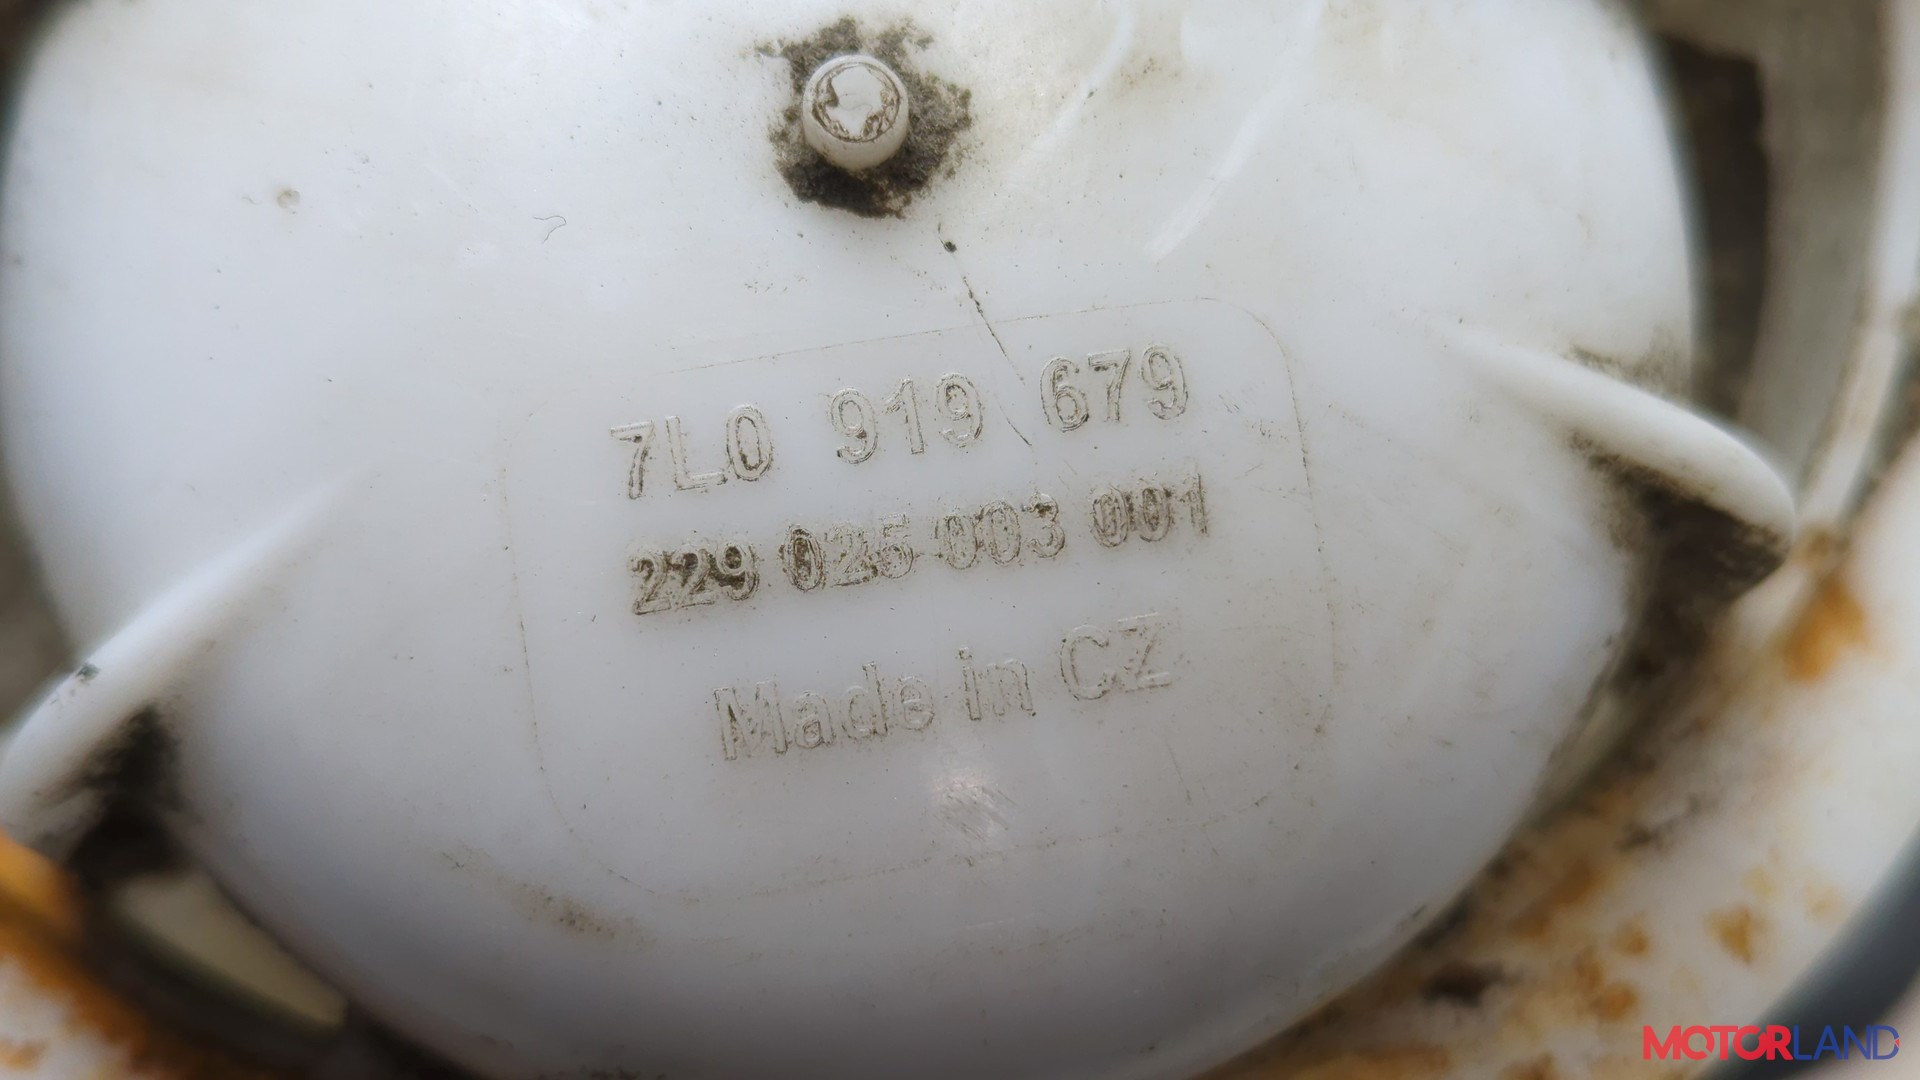 7L0 919 679
229 025 003 001
Made in CZ
MOTORLAND